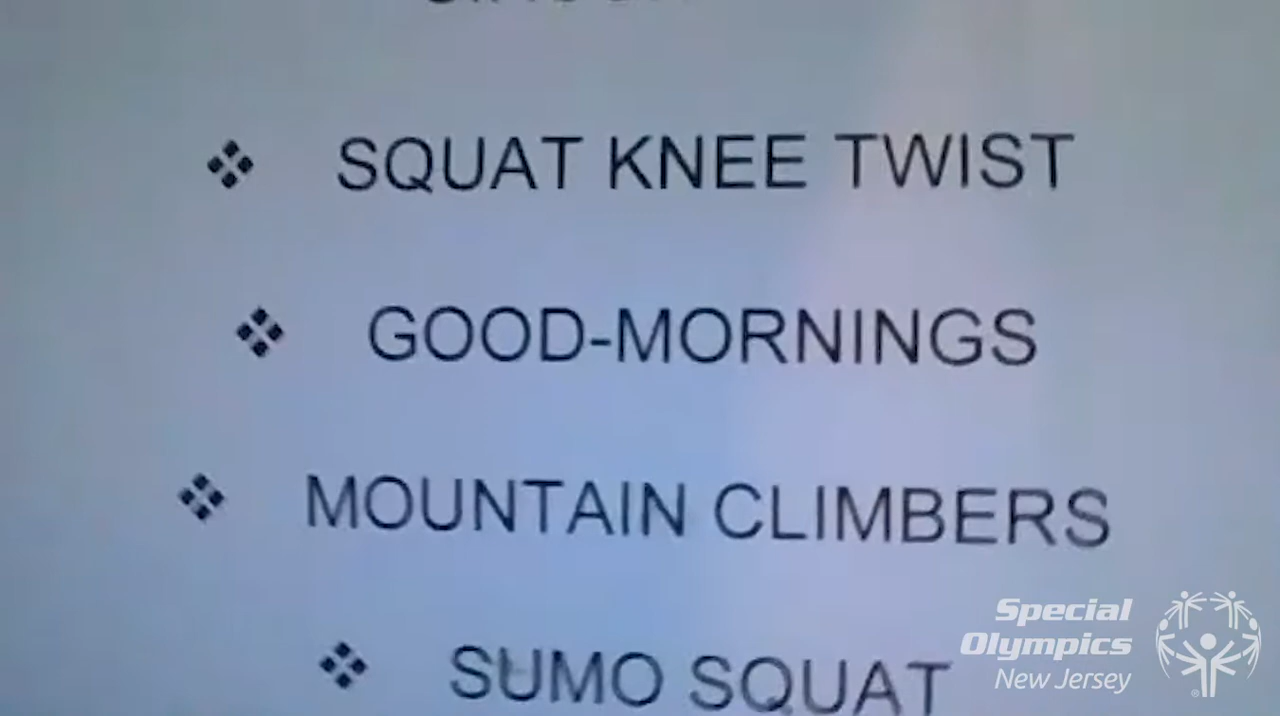 SQUAT KNEE TWIST
GOOD-MORNINGS
MOUNTAIN CLIMBERS
SUMO SQUAT
Special
Olympics
New Jersey